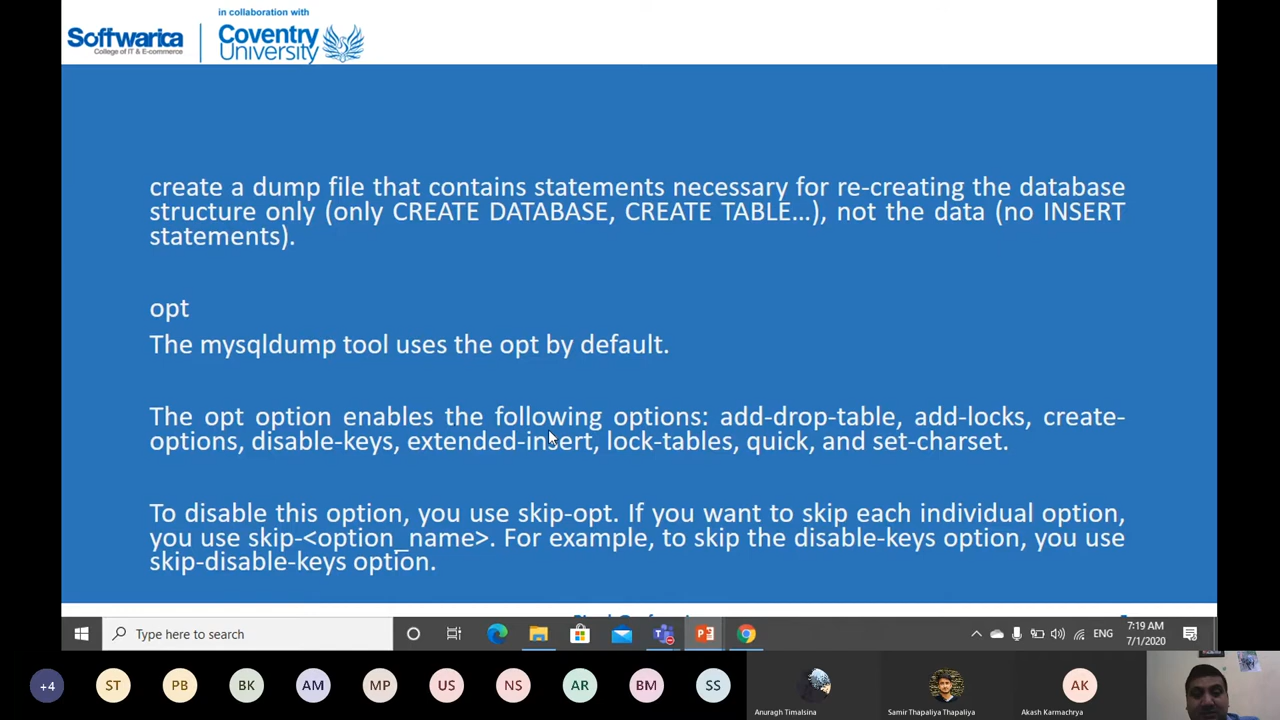 in collaboration with
Softwarica
College of IT & E-commerce
Coventry
University
create a dump file that contains statements necessary for re-creating the database
structure only (only CREATE DATABASE, CREATE TABLE…), not the data (no INSERT
statements).
opt
The mysqldump tool uses the opt by default.
The opt option enables the following options: add-drop-table, add-locks, create-
options, disable-keys, extended-insert, lock-tables, quick, and set-charset.
To disable this option, you use skip-opt. If you want to skip each individual option,
you use skip-<option_name>. For example, to skip the disable-keys option, you use
skip-disable-keys option.
Type here to search
ENG
7:19 AM
7/1/2020
+4
ST
PB
BK
AM
MP
US
NS
AR
BM
SS
AK
Anuragh Timalsina
Samir Thapaliya Thapaliya
Akash Karmachrya